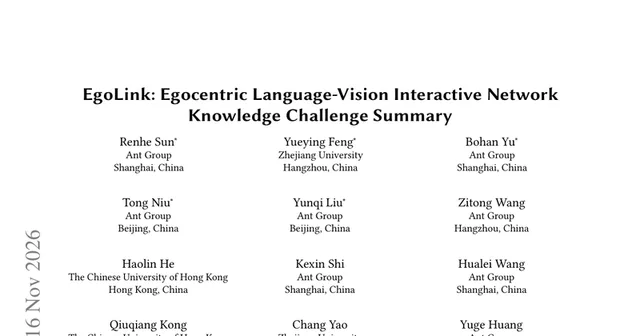 EgoLink: Egocentric Language-Vision Interactive Network
Knowledge Challenge Summary
Renhe Sun*
Ant Group
Shanghai, China
Yueying Feng*
Zhejiang University
Hangzhou, China
Bohan Yu*
Ant Group
Shanghai, China
Tong Niu*
Ant Group
Beijing, China
Yunqi Liu*
Ant Group
Beijing, China
Zitong Wang
Ant Group
Hangzhou, China
Haolin He
The Chinese University of Hong Kong
Hong Kong, China
Kexin Shi
Ant Group
Shanghai, China
Hualei Wang
Ant Group
Shanghai, China
Qiuqiang Kong
Chang Yao
Yuge Huang
16 Nov 2026